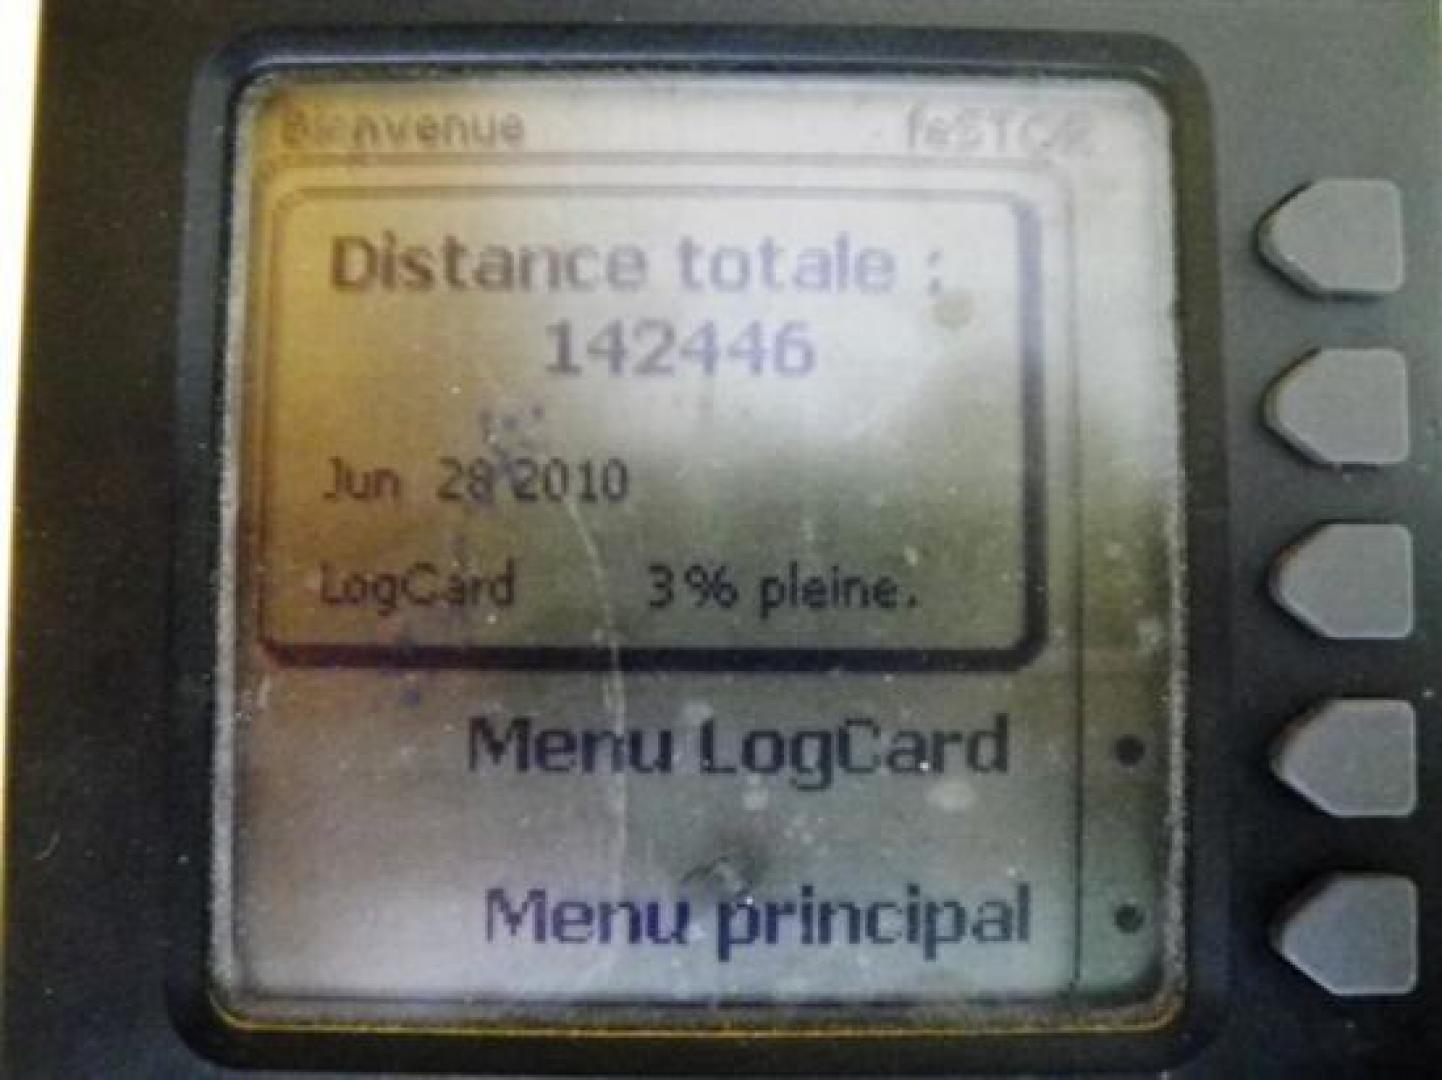 Bienvenue
Distance totale :
142446
Jun 28 2010
LogCard 3% pleine.
Menu LogCard
Menu principal